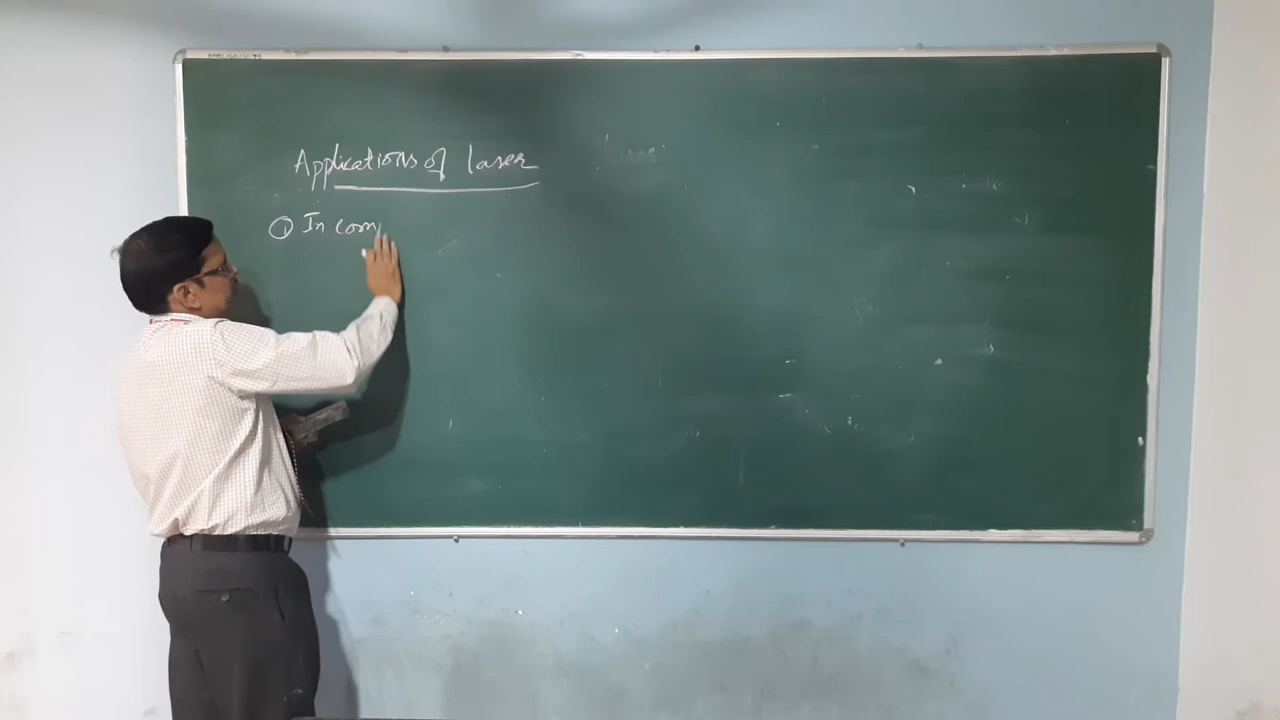 Applications of laser
① In com